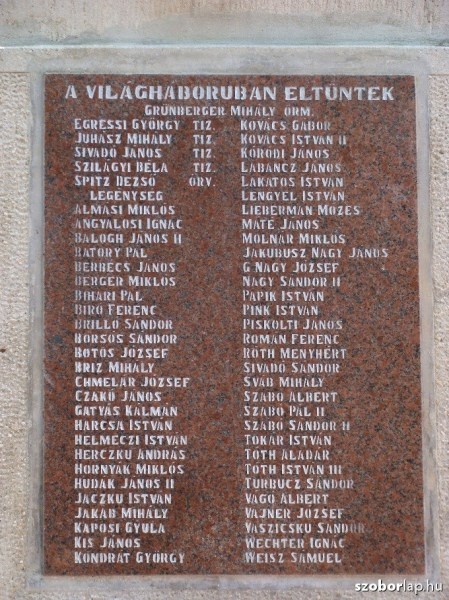 A VILÁGHÁBORUBAN ELTÜNTEK
GRÜNBERGER MIHÁLY ŐRM.
EGRESSI GYÖRGY TIZ.
JUHÁSZ MIHÁLY TIZ.
SIVADÓ JÁNOS TIZ.
SZILÁGYI BÉLA TIZ.
SPITZ DEZSŐ ŐRV.
LEGÉNYSÉG
ALMÁSI MIKLÓS
ANGYALOSI IGNÁC
BALOGH JÁNOS II
BÁTORY PÁL
BERBECS JÁNOS
BERGER MIKLÓS
BIHARI PÁL
BIRÓ FERENC
BRILLÓ SÁNDOR
BORSOS SÁNDOR
BOTOS JÓZSEF
BRIZ MIHÁLY
CHMELÁR JÓZSEF
CZAKÓ JÁNOS
GATYÁS KÁLMÁN
HARCSA ISTVÁN
HELMECZI ISTVÁN
HERCZKU ANDRÁS
HORNYÁK MIKLÓS
HUDÁK JÁNOS II
JÁCZKU ISTVÁN
JAKAB MIHÁLY
KAPOSI GYULA
KIS JÁNOS
KONDRÁT GYÖRGY
KOVÁCS GÁBOR
KOVÁCS ISTVÁN II
KÓRÓDI JÁNOS
LABANCZ JÁNOS
LAKATOS ISTVÁN
LENGYEL ISTVÁN
LIEBERMAN MÓZES
MÁTÉ JÁNOS
MOLNÁR MIKLÓS
JAKUBUSZ NAGY JÁNOS
G NAGY JÓZSEF
NAGY SÁNDOR II
PAPIK ISTVÁN
PINK ISTVÁN
PISKOLTI JÁNOS
ROMÁN FERENC
RÓTH MENYHÉRT
SIVADÓ SÁNDOR
SVÁB MIHÁLY
SZABÓ ALBERT
SZABÓ PÁL II
SZABÓ SÁNDOR II
TOKÁR ISTVÁN
TÓTH ALADÁR
TÓTH ISTVÁN III
TURBUCZ SÁNDOR
VÁGÓ ALBERT
VAJNER JÓZSEF
VASZICSKU SÁNDOR
WECHTER IGNÁC
WEISZ SÁMUEL
szoborlap.hu